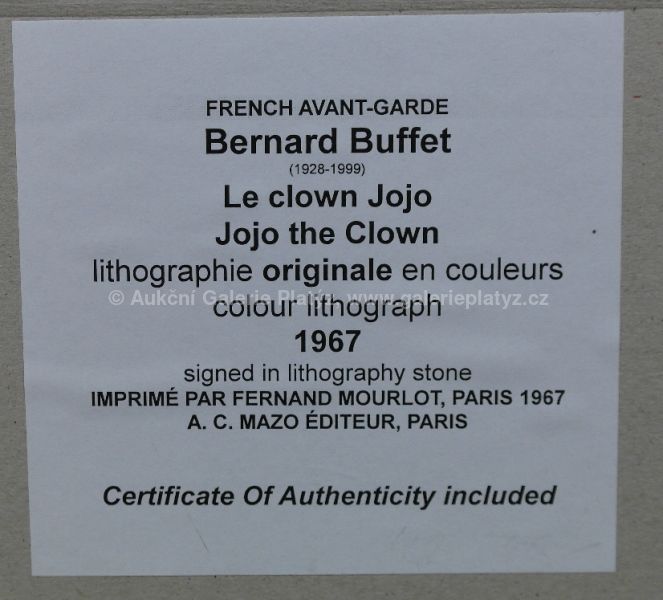 FRENCH AVANT-GARDE
Bernard Buffet
(1928-1999)
Le clown Jojo
Jojo the Clown
lithographie originale en couleurs
© Aukční Galerie Platýz, www.galerieplatyz.cz
colour lithograph
1967
signed in lithography stone
IMPRIMÉ PAR FERNAND MOURLOT, PARIS 1967
A. C. MAZO ÉDITEUR, PARIS
Certificate Of Authenticity included